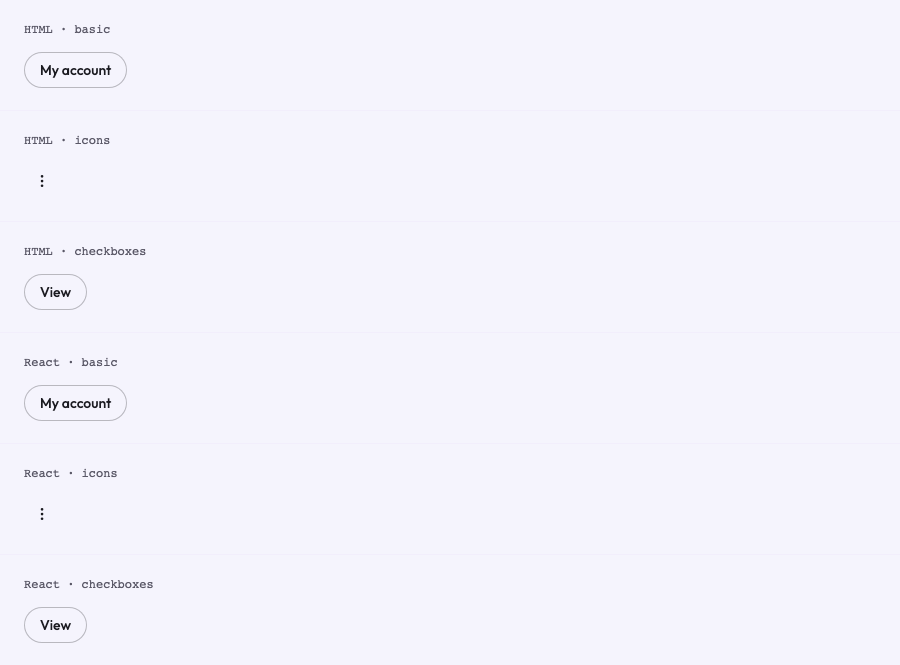 HTML · basic
My account
HTML · icons
HTML · checkboxes
View
React · basic
My account
React · icons
React · checkboxes
View